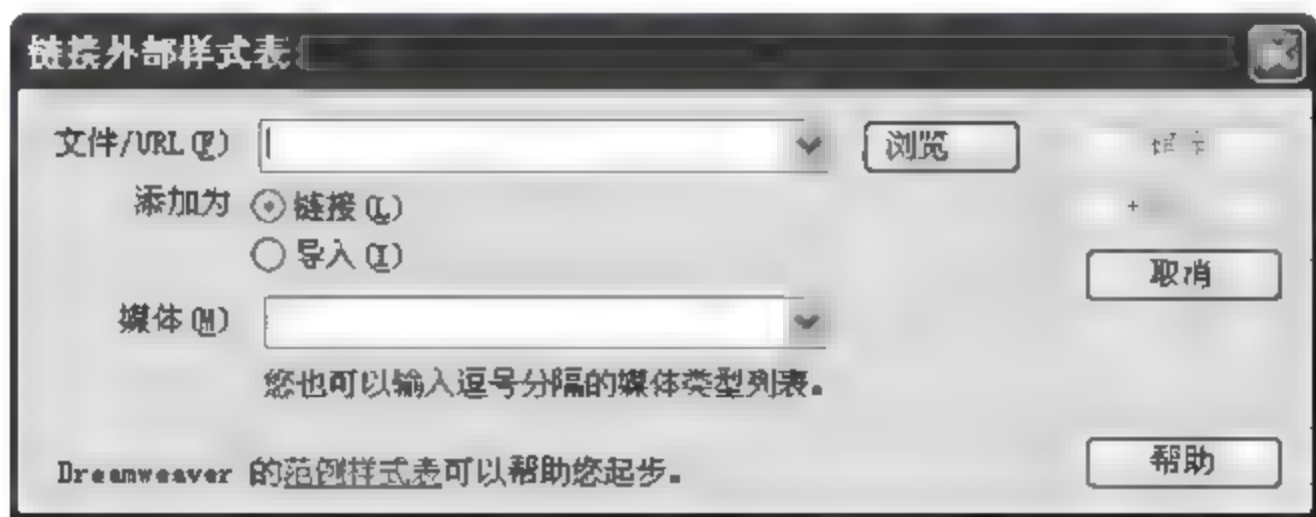 链接外部样式表
文件/URL(F) 浏览
添加为 链接(L)
导入(I)
取消
媒体(M)
您也可以输入逗号分隔的媒体类型列表。
Dreamweaver 的范例样式表可以帮助您起步。
帮助